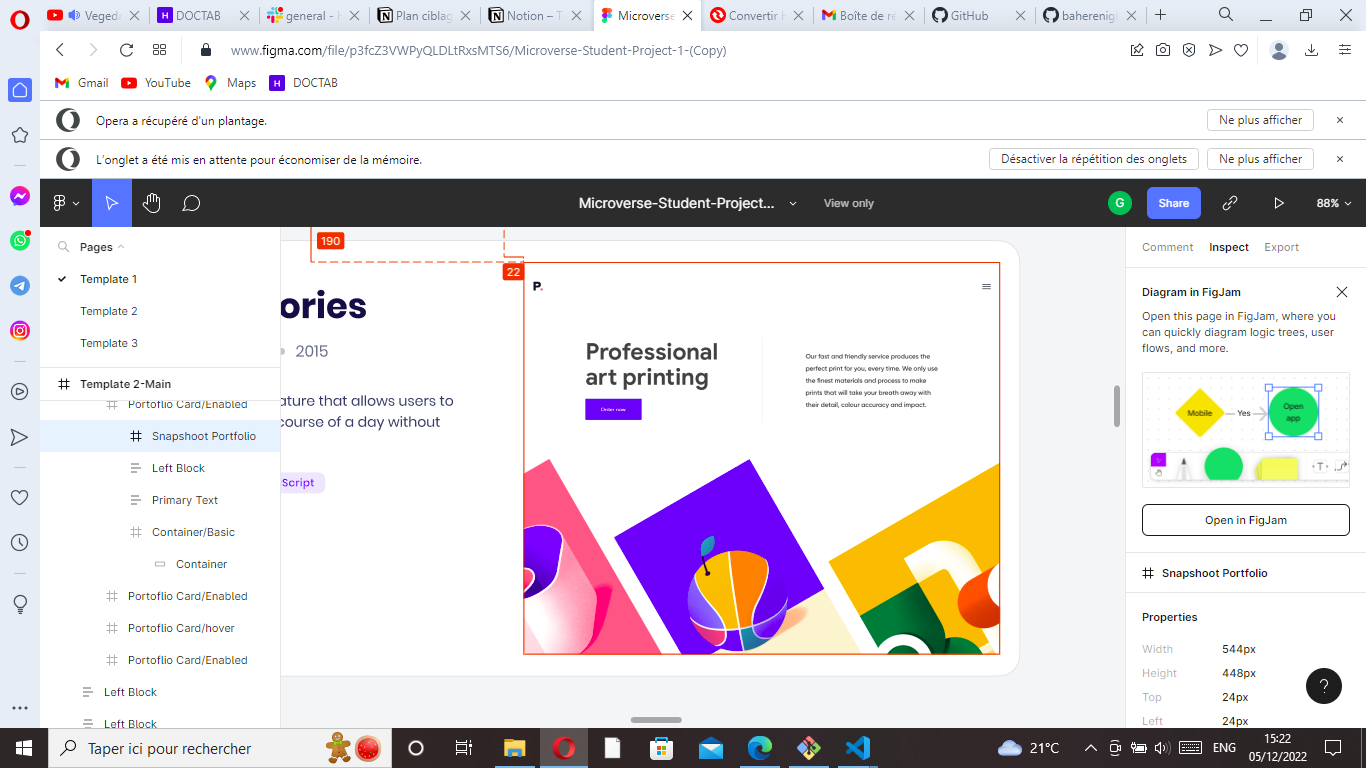 Vegedr
DOCTAB
general - 
Plan ciblag
Notion – T
Microverse
Convertir H
Boîte de ré
GitHub
baherenigl
www.figma.com/file/p3fcZ3VWPyQLDLtRxsMTS6/Microverse-Student-Project-1-(Copy)
Gmail
YouTube
Maps
H
DOCTAB
Opera a récupéré d'un plantage.
Ne plus afficher
L'onglet a été mis en attente pour économiser de la mémoire.
Désactiver la répétition des onglets
Ne plus afficher
Microverse-Student-Project...
View only
G
Share
88%
Pages
Template 1
Template 2
Template 3
Template 2-Main
Portoflio Card/Enabled
Snapshoot Portfolio
Left Block
Primary Text
Container/Basic
Container
Portoflio Card/Enabled
Portoflio Card/hover
Portoflio Card/Enabled
Left Block
Left Block
190
22
ories
2015
ature that allows users to
course of a day without
Script
P.
Professional
art printing
Order now
Our fast and friendly service produces the
perfect print for you, every time. We only use
the finest materials and process to make
prints that will take your breath away with
their detail, colour accuracy and impact.
Comment
Inspect
Export
Diagram in FigJam
Open this page in FigJam, where you
can quickly diagram logic trees, user
flows, and more.
Mobile
Yes
Open
app
T
Open in FigJam
Snapshoot Portfolio
Properties
Width
544px
Height
448px
Top
24px
Left
24px
?
Taper ici pour rechercher
21°C
ENG
15:22
05/12/2022